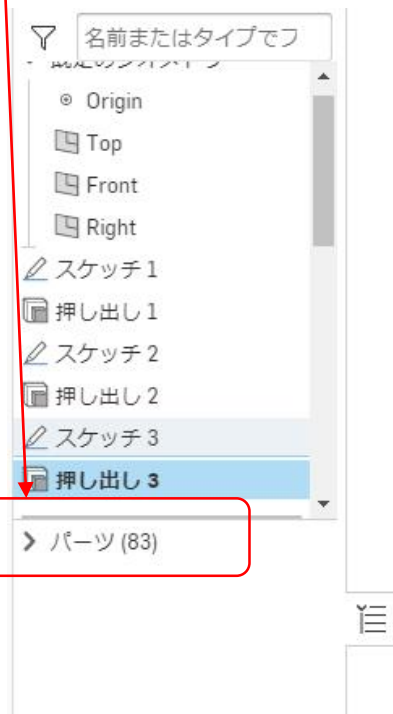 名前またはタイプでフ
Origin
Top
Front
Right
スケッチ 1
押し出し 1
スケッチ 2
押し出し 2
スケッチ 3
押し出し 3
パーツ (83)